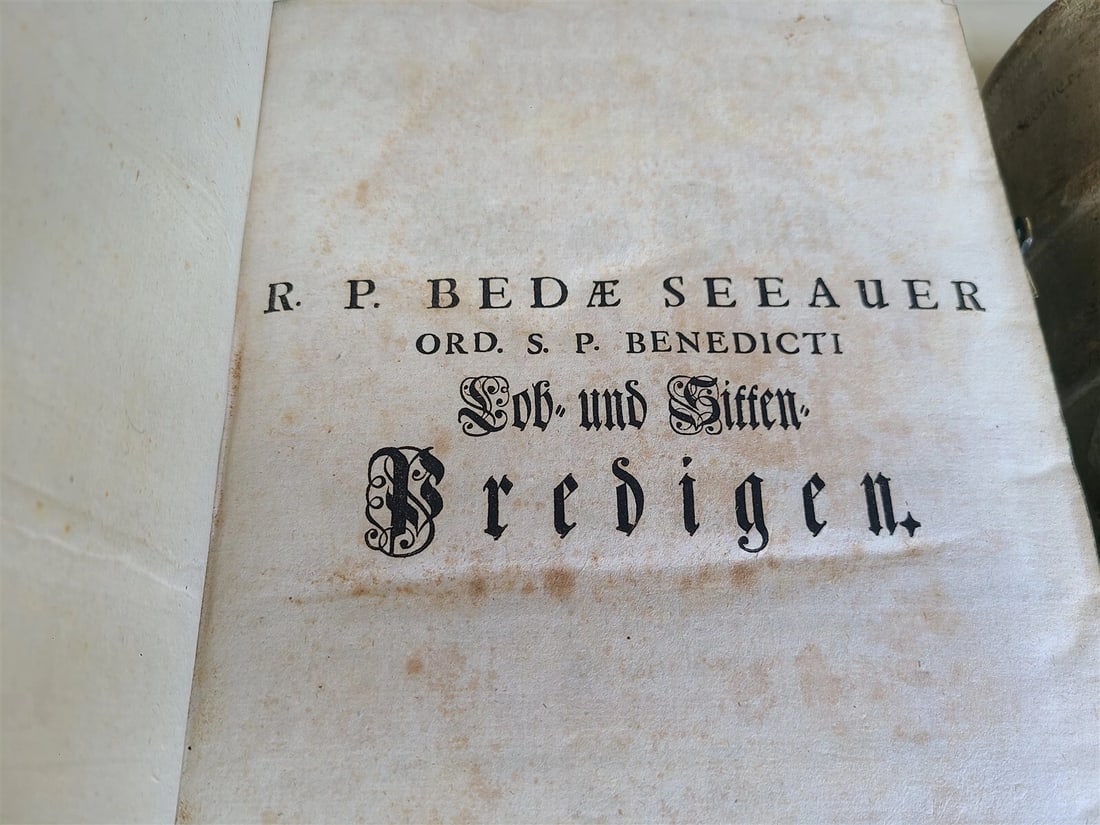 R. P. BEDÆ SEEAUER
ORD. S. P. BENEDICTI
Lob- und Sitten-
Predigen.